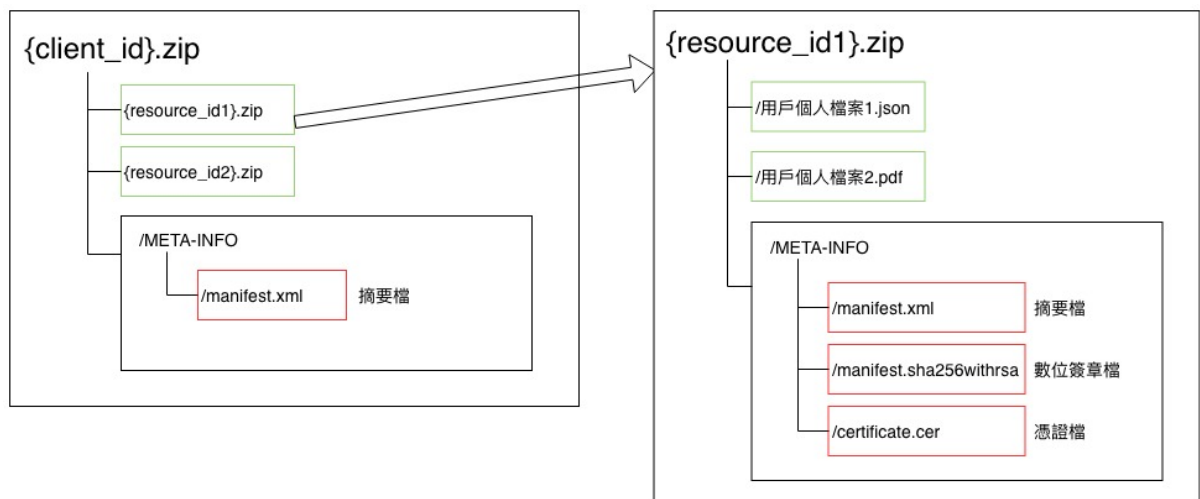 {client_id}.zip
{resource_id1}.zip
{resource_id2}.zip
/META-INFO
/manifest.xml 摘要檔
{resource_id1}.zip
/用戶個人檔案1.json
/用戶個人檔案2.pdf
/META-INFO
/manifest.xml 摘要檔
/manifest.sha256withrsa 數位簽章檔
/certificate.cer 憑證檔